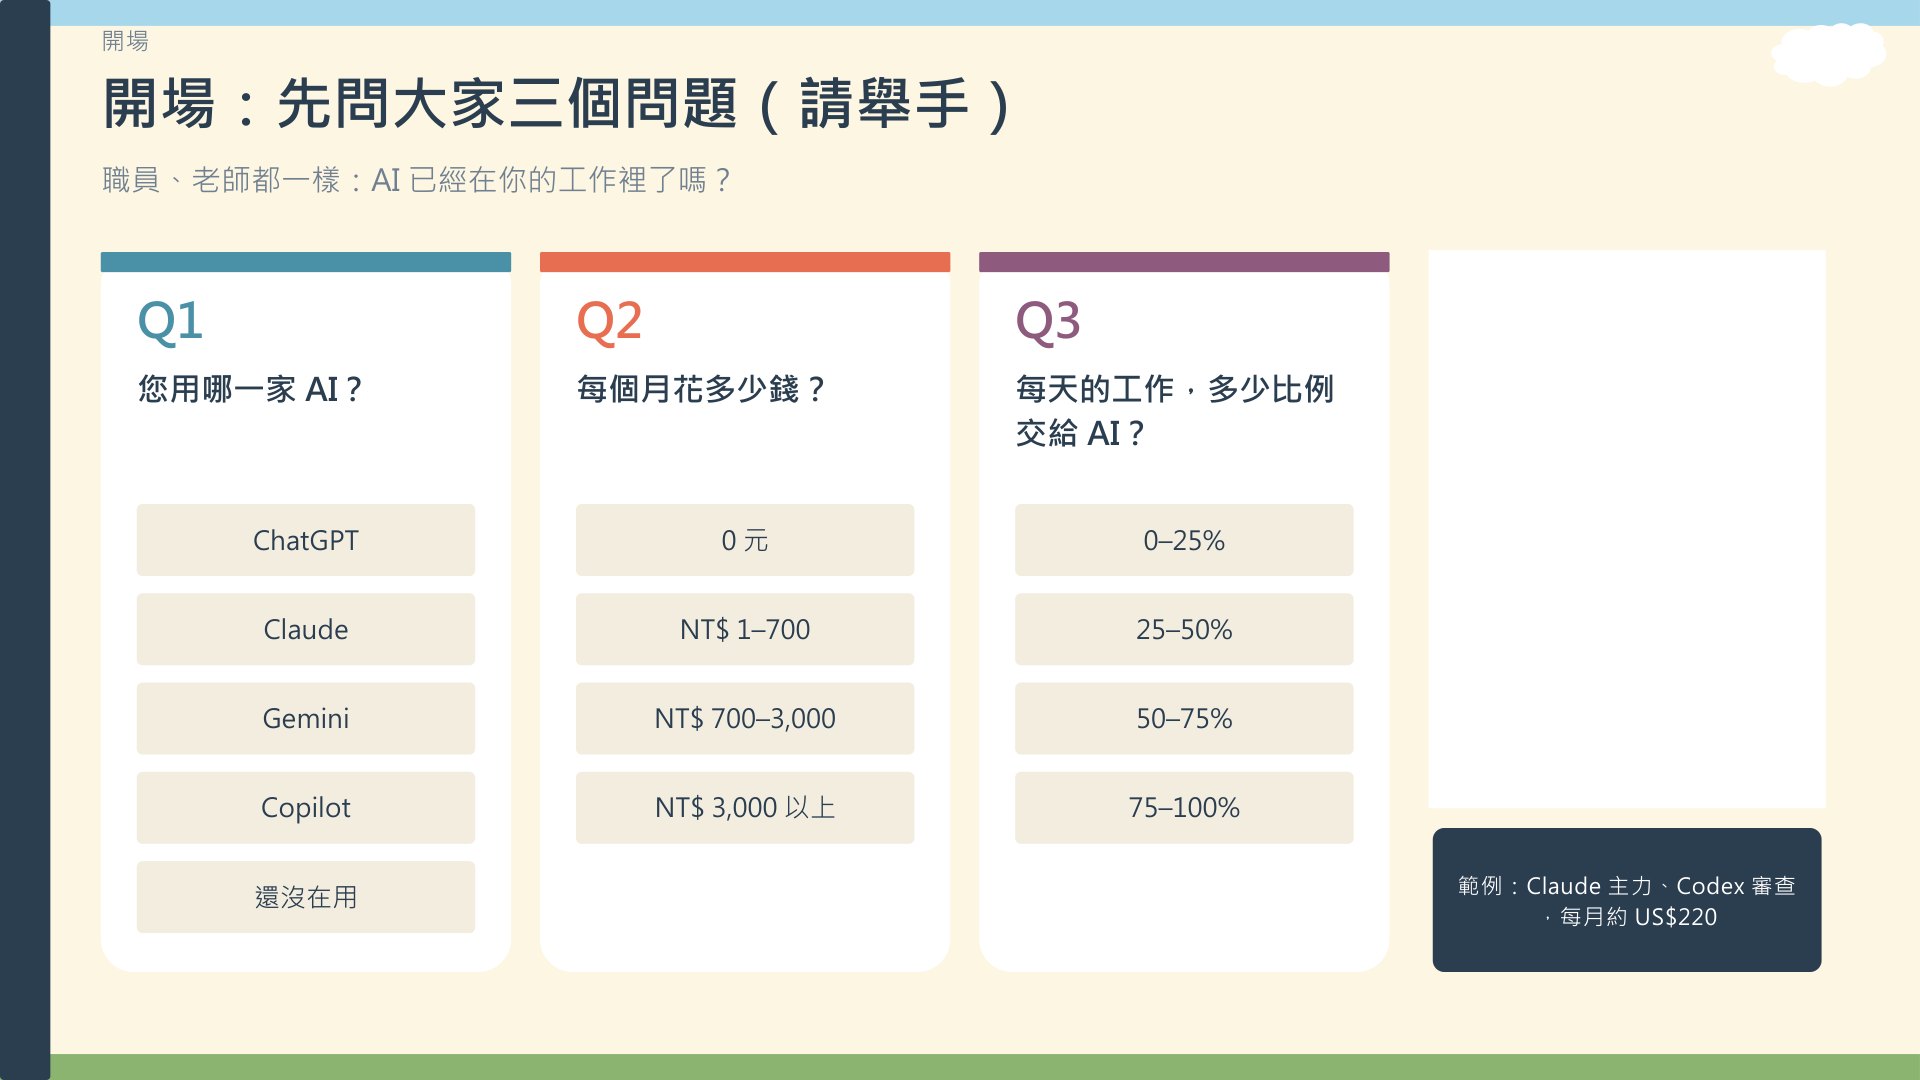 開場
開場：先問大家三個問題（請舉手）
職員、老師都一樣：AI 已經在你的工作裡了嗎？
Q1
您用哪一家 AI？
ChatGPT
Claude
Gemini
Copilot
還沒在用
Q2
每個月花多少錢？
0 元
NT$ 1–700
NT$ 700–3,000
NT$ 3,000 以上
Q3
每天的工作，多少比例
交給 AI？
0–25%
25–50%
50–75%
75–100%
範例：Claude 主力、Codex 審查
，每月約 US$220